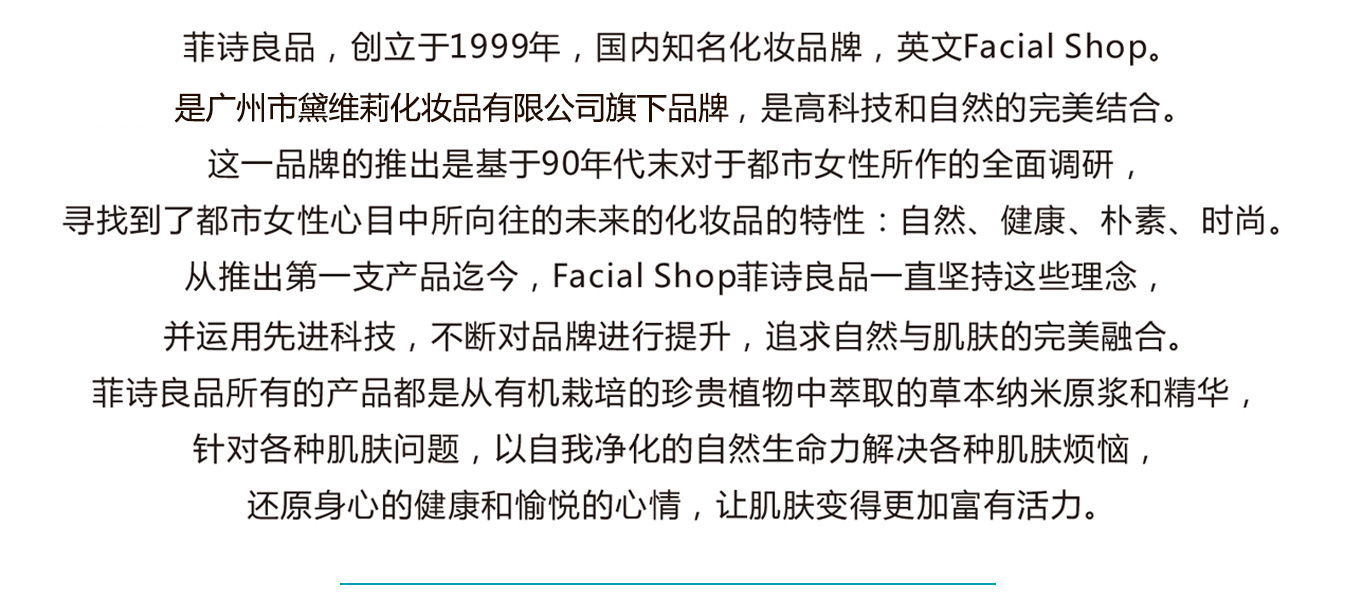 菲诗良品，创立于1999年，国内知名化妆品牌，英文Facial Shop。
是广州市黛维莉化妆品有限公司旗下品牌，是高科技和自然的完美结合。
这一品牌的推出是基于90年代末对于都市女性所作的全面调研，
寻找到了都市女性心目中所向往的未来的化妆品的特性：自然、健康、朴素、时尚。
从推出第一支产品迄今，Facial Shop菲诗良品一直坚持这些理念，
并运用先进科技，不断对品牌进行提升，追求自然与肌肤的完美融合。
菲诗良品所有的产品都是从有机栽培的珍贵植物中萃取的草本纳米原浆和精华，
针对各种肌肤问题，以自我净化的自然生命力解决各种肌肤烦恼，
还原身心的健康和愉悦的心情，让肌肤变得更加富有活力。